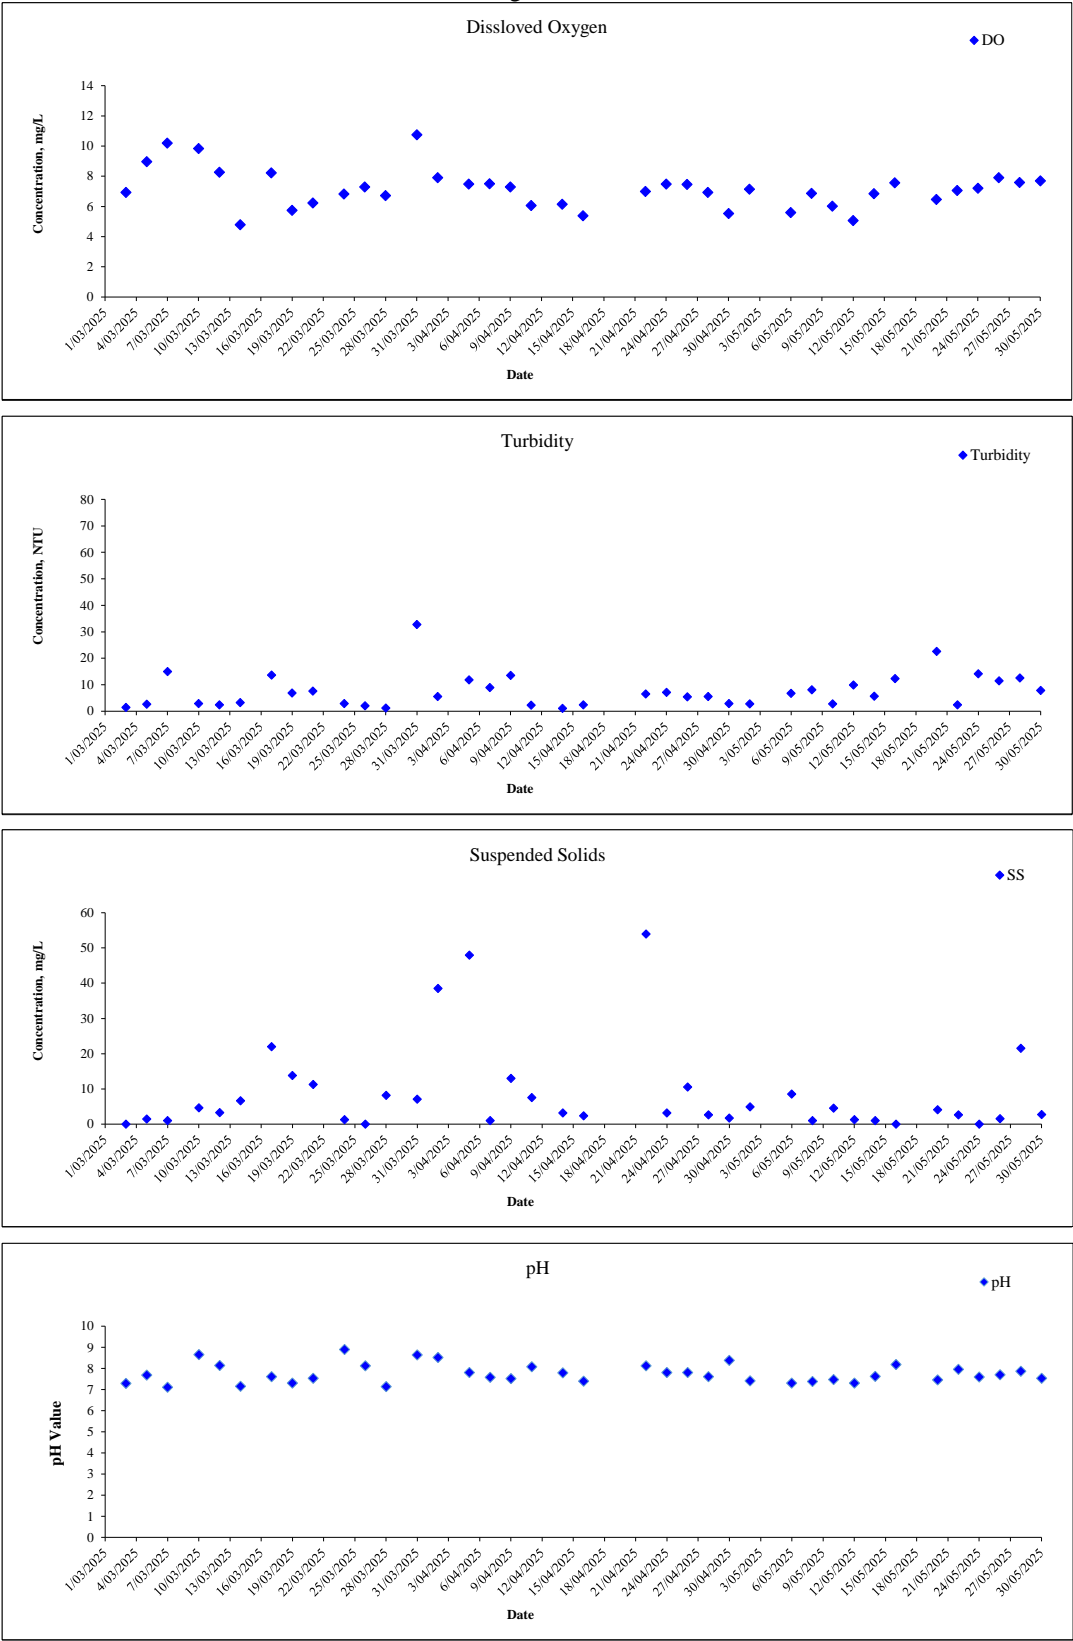 Dissloved Oxygen
DO
Concentration, mg/L
14
12
10
8
6
4
2
0
1/03/2025 4/03/2025 7/03/2025 10/03/2025 13/03/2025 16/03/2025 19/03/2025 22/03/2025 25/03/2025 28/03/2025 31/03/2025 3/04/2025 6/04/2025 9/04/2025 12/04/2025 15/04/2025 18/04/2025 21/04/2025 24/04/2025 27/04/2025 30/04/2025 3/05/2025 6/05/2025 9/05/2025 12/05/2025 15/05/2025 18/05/2025 21/05/2025 24/05/2025 27/05/2025 30/05/2025
Date
Turbidity
Turbidity
Concentration, NTU
80
70
60
50
40
30
20
10
0
1/03/2025 4/03/2025 7/03/2025 10/03/2025 13/03/2025 16/03/2025 19/03/2025 22/03/2025 25/03/2025 28/03/2025 31/03/2025 3/04/2025 6/04/2025 9/04/2025 12/04/2025 15/04/2025 18/04/2025 21/04/2025 24/04/2025 27/04/2025 30/04/2025 3/05/2025 6/05/2025 9/05/2025 12/05/2025 15/05/2025 18/05/2025 21/05/2025 24/05/2025 27/05/2025 30/05/2025
Date
Suspended Solids
SS
Concentration, mg/L
60
50
40
30
20
10
0
1/03/2025 4/03/2025 7/03/2025 10/03/2025 13/03/2025 16/03/2025 19/03/2025 22/03/2025 25/03/2025 28/03/2025 31/03/2025 3/04/2025 6/04/2025 9/04/2025 12/04/2025 15/04/2025 18/04/2025 21/04/2025 24/04/2025 27/04/2025 30/04/2025 3/05/2025 6/05/2025 9/05/2025 12/05/2025 15/05/2025 18/05/2025 21/05/2025 24/05/2025 27/05/2025 30/05/2025
Date
pH
pH
pH Value
10
9
8
7
6
5
4
3
2
1
0
1/03/2025 4/03/2025 7/03/2025 10/03/2025 13/03/2025 16/03/2025 19/03/2025 22/03/2025 25/03/2025 28/03/2025 31/03/2025 3/04/2025 6/04/2025 9/04/2025 12/04/2025 15/04/2025 18/04/2025 21/04/2025 24/04/2025 27/04/2025 30/04/2025 3/05/2025 6/05/2025 9/05/2025 12/05/2025 15/05/2025 18/05/2025 21/05/2025 24/05/2025 27/05/2025 30/05/2025
Date